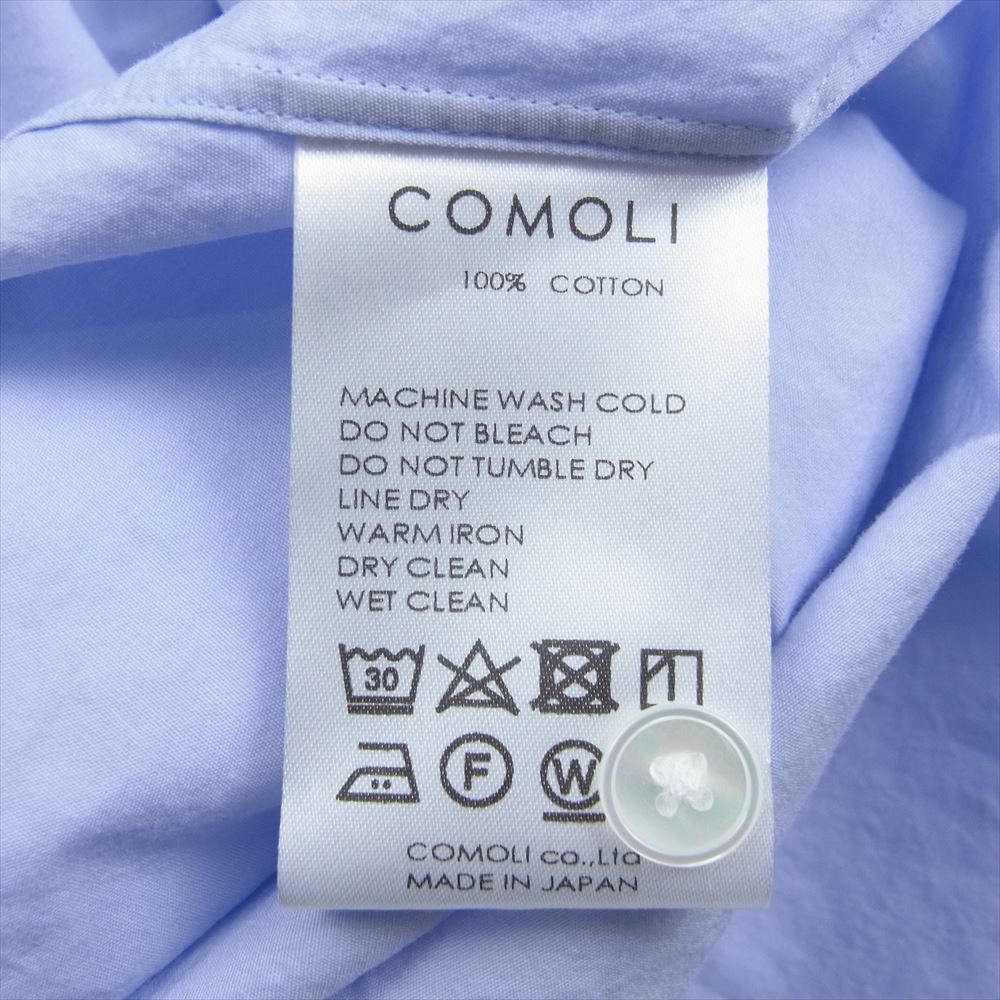 COMOLI
100% COTTON
MACHINE WASH COLD
DO NOT BLEACH
DO NOT TUMBLE DRY
LINE DRY
WARM IRON
DRY CLEAN
WET CLEAN
30
F W
COMOLI co.,Ltd
MADE IN JAPAN